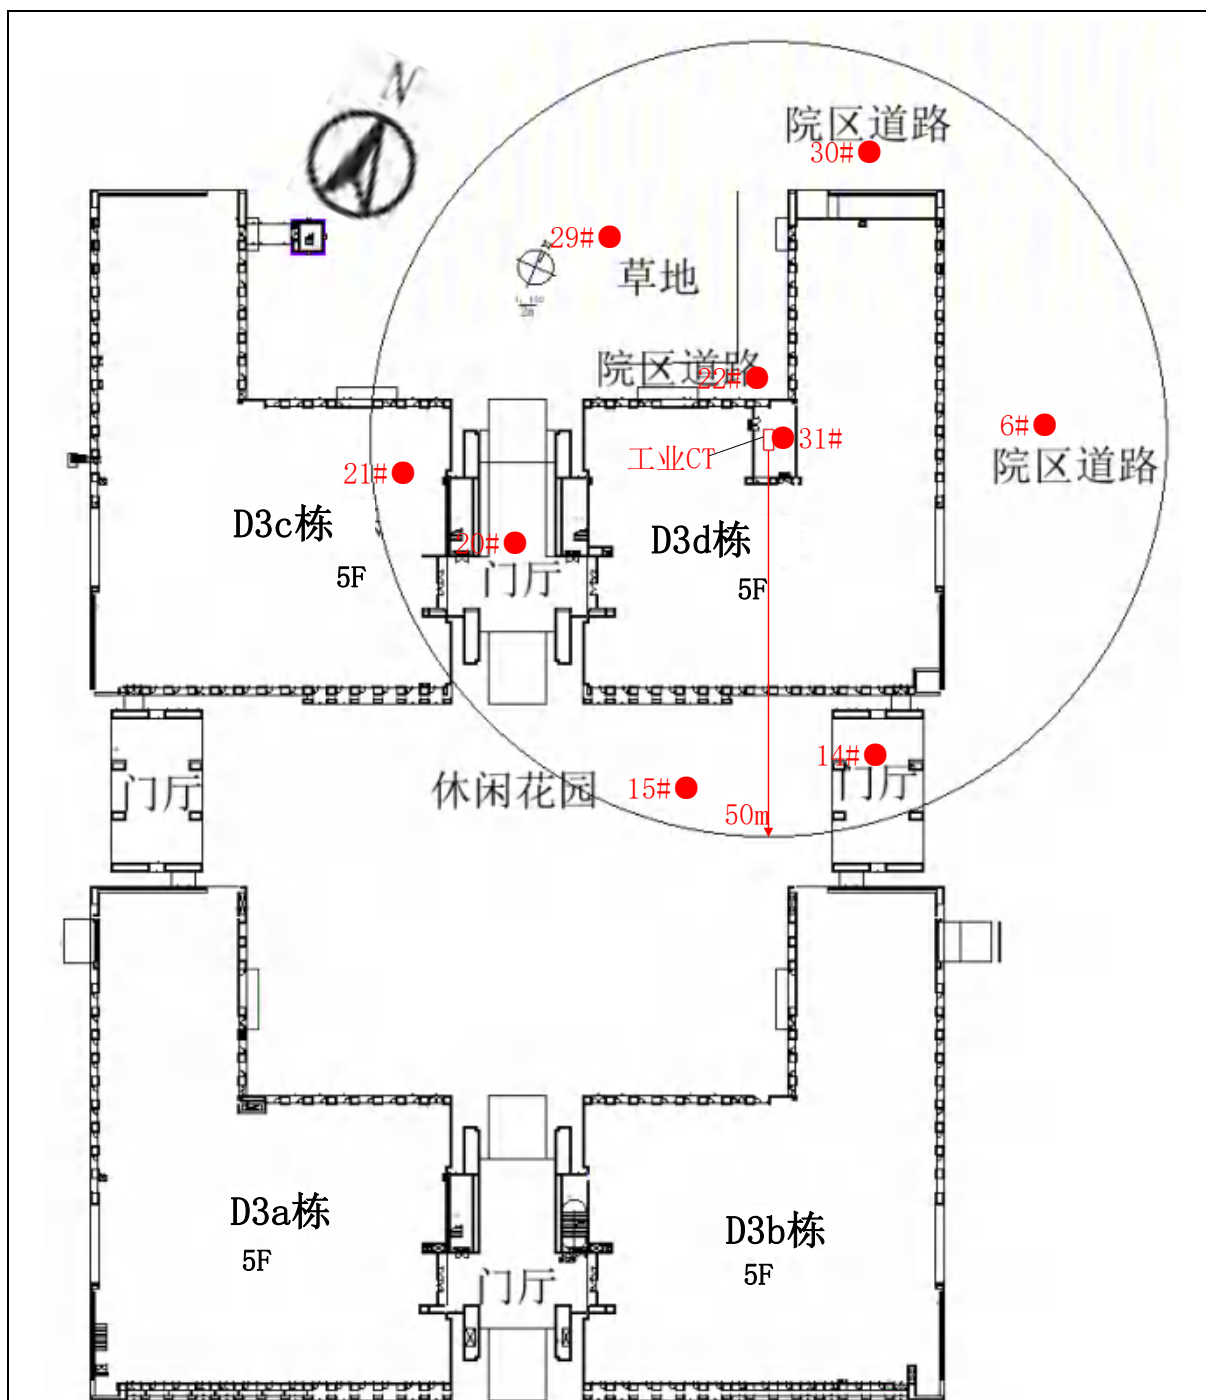 N
院区道路
30#
29#
草地
院区道路
22#
6#
院区道路
31#
工业CT
21#
D3c栋
5F
20#
门厅
D3d栋
5F
门厅
休闲花园
15#
14#
门厅
50m
D3a栋
5F
D3b栋
5F
门厅